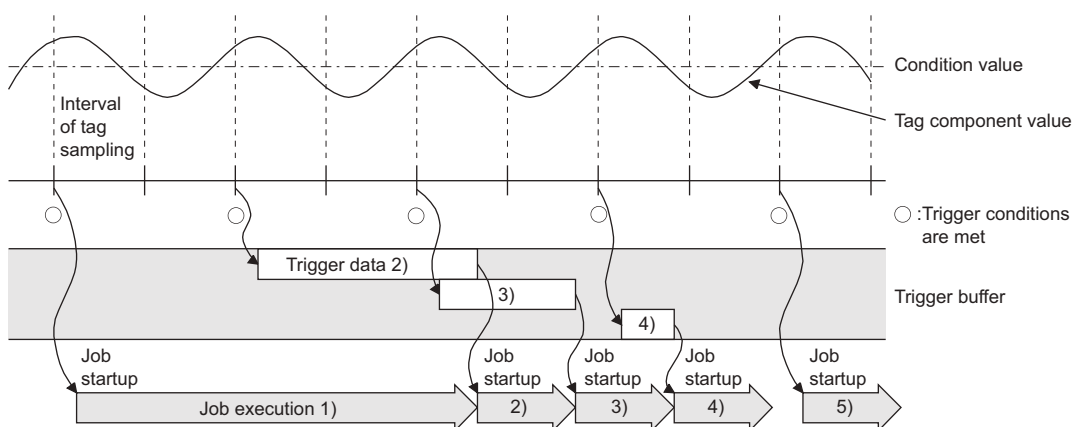 Condition value
Interval
of tag
sampling
Tag component value
○ :Trigger conditions
are met
Trigger data 2)
3)
Trigger buffer
4)
Job
startup
Job
startup
Job
startup
Job
startup
Job
startup
Job execution 1)
2)
3)
4)
5)